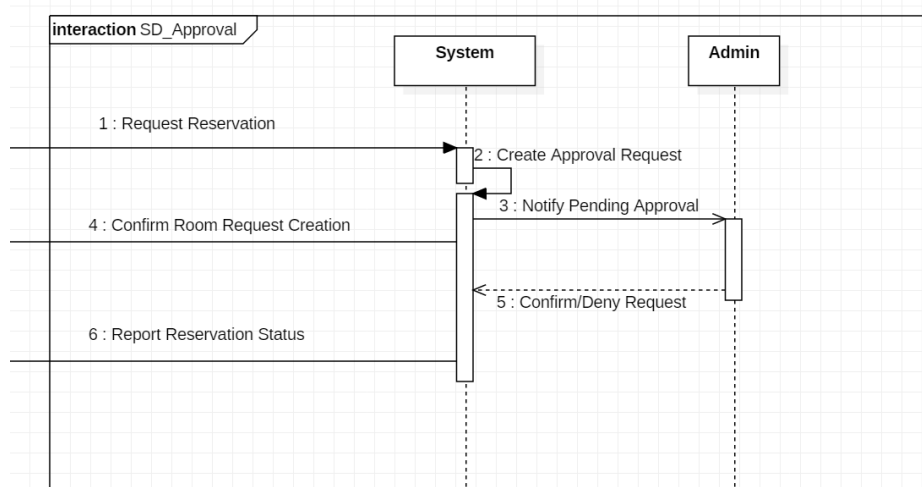 interaction SD_Approval
System
Admin
1 : Request Reservation
2 : Create Approval Request
3 : Notify Pending Approval
4 : Confirm Room Request Creation
5 : Confirm/Deny Request
6 : Report Reservation Status